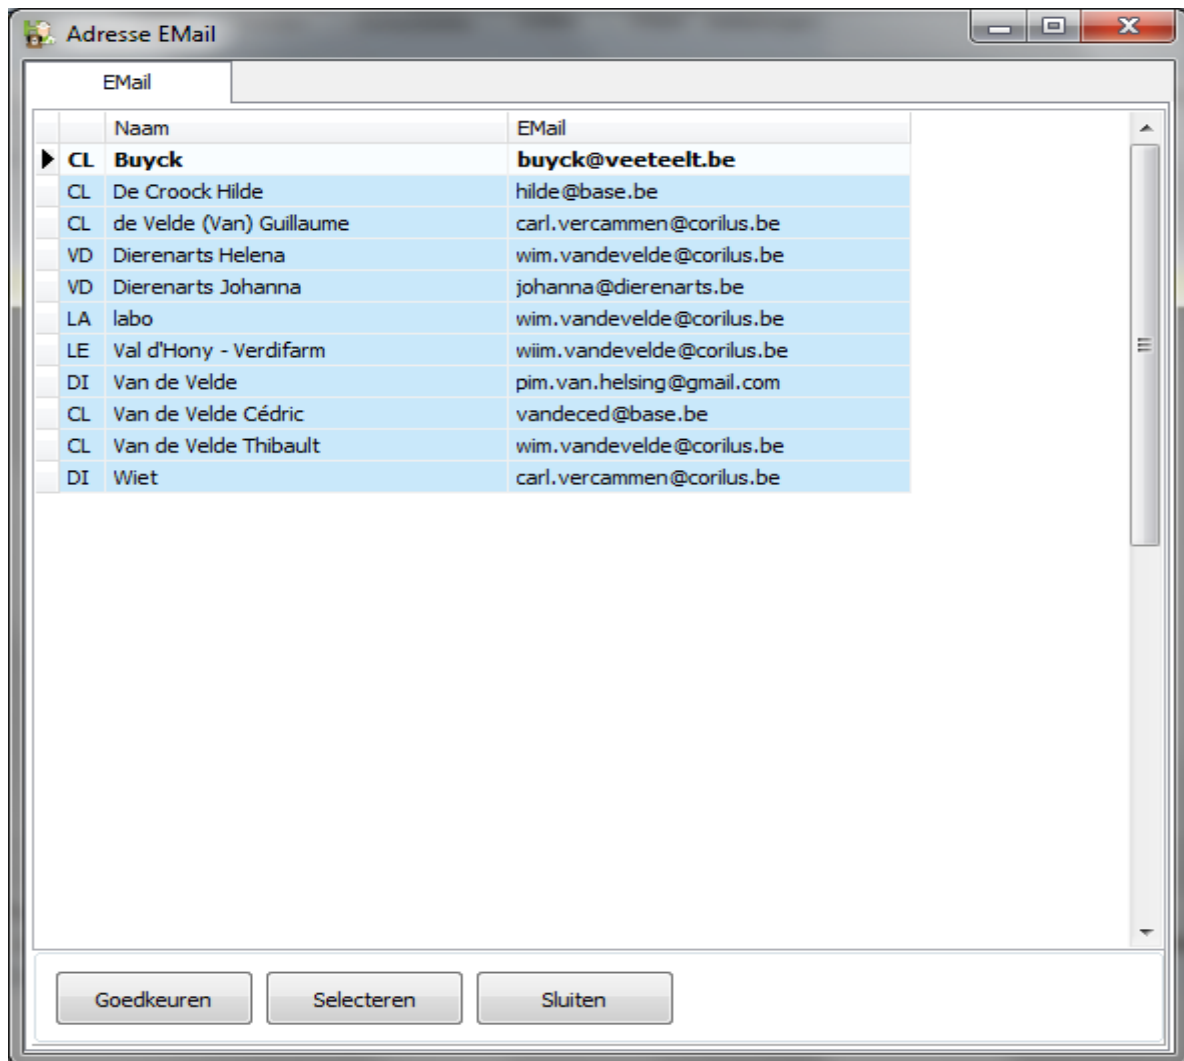 Adresse EMail
EMail
Naam EMail
CL Buyck buyck@veeteelt.be
CL De Croock Hilde hilde@base.be
CL de Velde (Van) Guillaume carl.vercammen@corilus.be
VD Dierenarts Helena wim.vandevelde@corilus.be
VD Dierenarts Johanna johanna@dierenarts.be
LA labo wim.vandevelde@corilus.be
LE Val d'Hony - Verdifarm wiim.vandevelde@corilus.be
DI Van de Velde pim.van.helsing@gmail.com
CL Van de Velde Cédric vandeced@base.be
CL Van de Velde Thibault wim.vandevelde@corilus.be
DI Wiet carl.vercammen@corilus.be
Goedkeuren Selecteren Sluiten